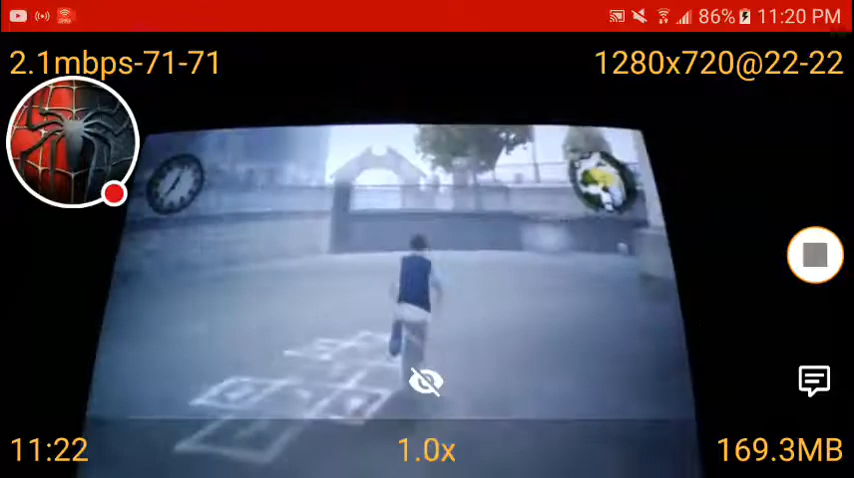 86% 11:20 PM
2.1mbps-71-71
1280x720@22-22
11:22
1.0x
169.3MB